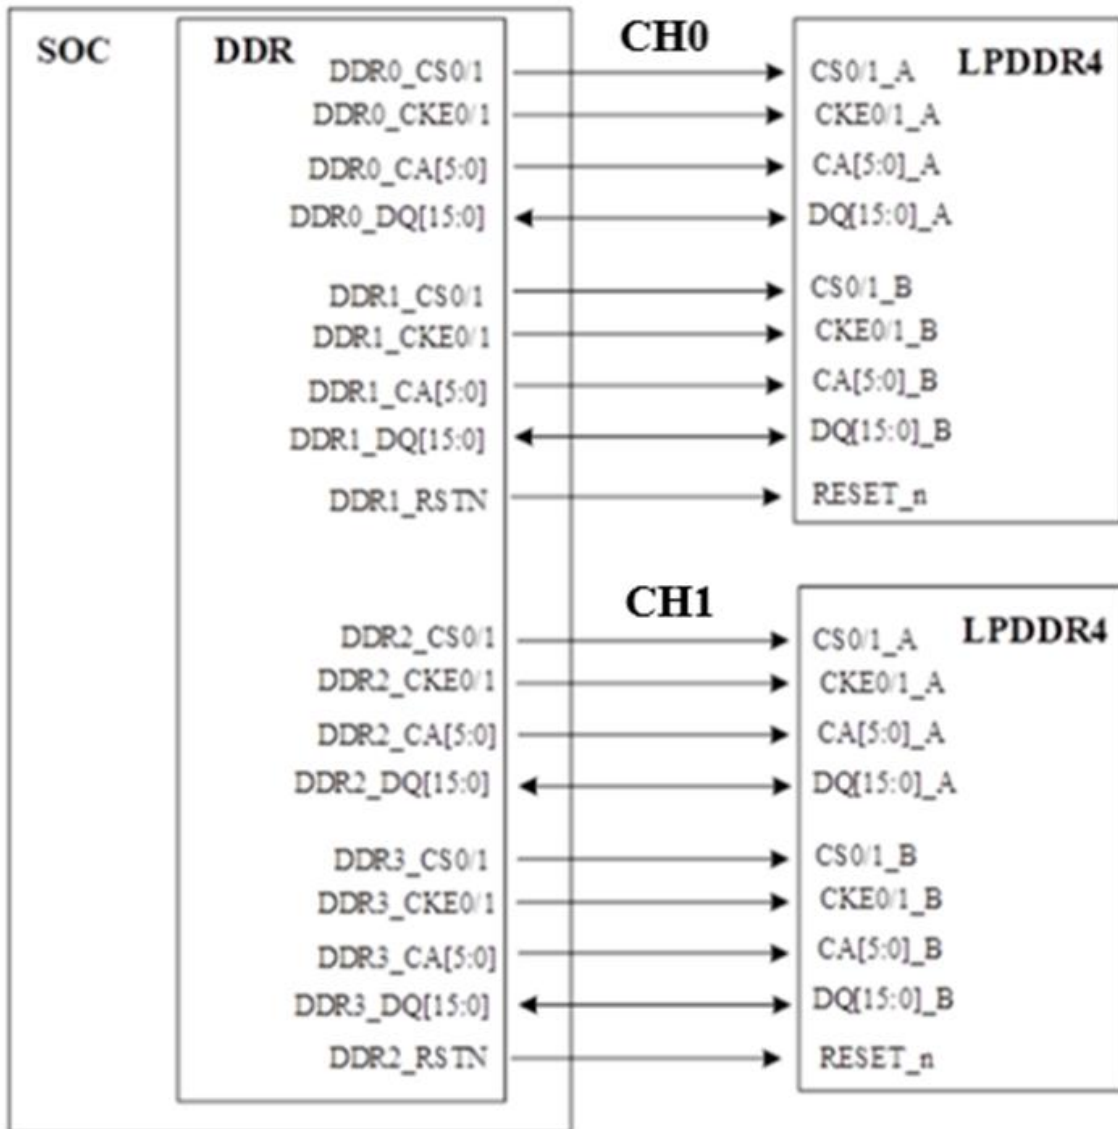 SOC
DDR
CH0
LPDDR4
DDR0_CS0/1
CS0/1_A
DDR0_CKE0/1
CKE0/1_A
DDR0_CA[5:0]
CA[5:0]_A
DDR0_DQ[15:0]
DQ[15:0]_A
DDR1_CS0/1
CS0/1_B
DDR1_CKE0/1
CKE0/1_B
DDR1_CA[5:0]
CA[5:0]_B
DDR1_DQ[15:0]
DQ[15:0]_B
DDR1_RSTN
RESET_n
CH1
LPDDR4
DDR2_CS0/1
CS0/1_A
DDR2_CKE0/1
CKE0/1_A
DDR2_CA[5:0]
CA[5:0]_A
DDR2_DQ[15:0]
DQ[15:0]_A
DDR3_CS0/1
CS0/1_B
DDR3_CKE0/1
CKE0/1_B
DDR3_CA[5:0]
CA[5:0]_B
DDR3_DQ[15:0]
DQ[15:0]_B
DDR2_RSTN
RESET_n